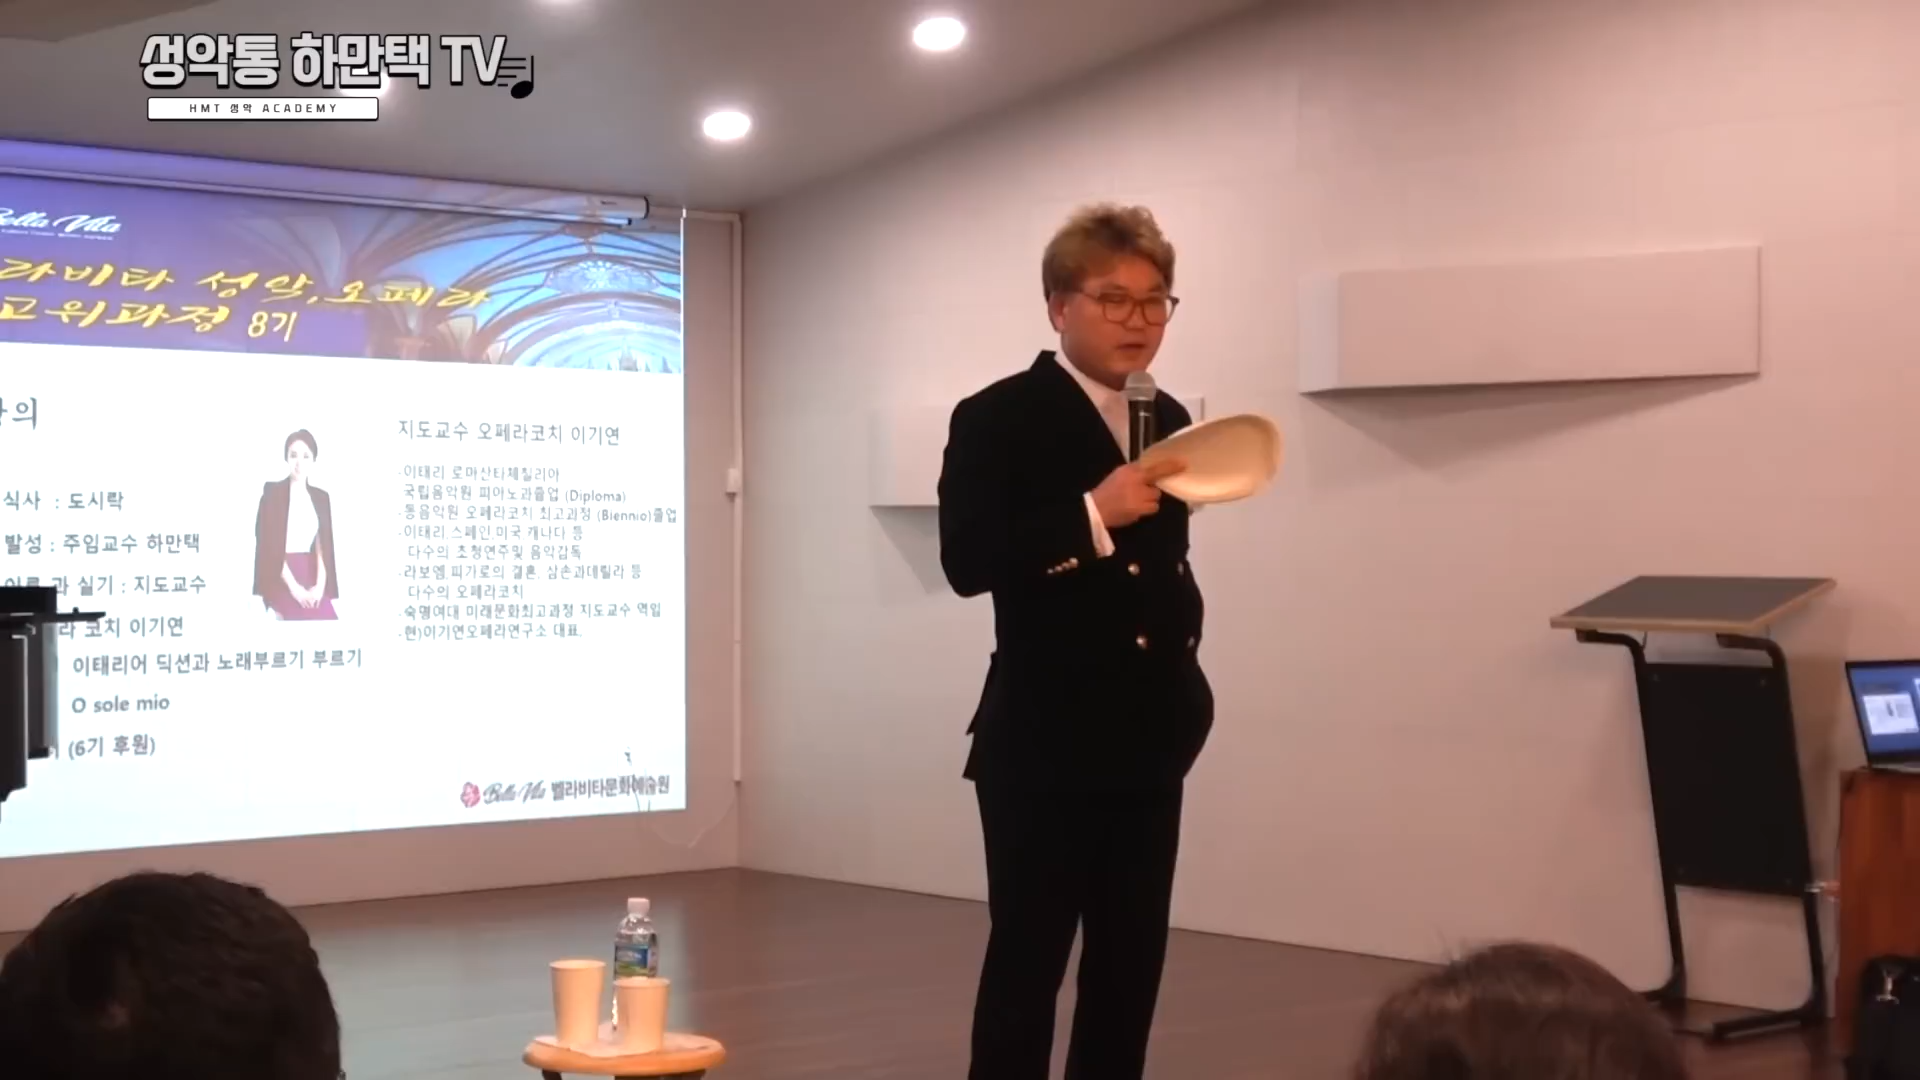 성악통 하만택 TV
HMT 성악 ACADEMY
Bella Vita
라비타 성악,오페라
고위과정 8기
강의
식사 : 도시락
발성 : 주임교수 하만택
이론 과 실기 : 지도교수
라 코치 이기연
이태리어 딕션과 노래부르기 부르기
O sole mio
(6기 후원)
지도교수 오페라코치 이기연
-이태리 로마산타체칠리아
국립음악원 피아노과졸업 (Diploma)
-동음악원 오페라코치 최고과정 (Biennio)졸업
-이태리,스페인,미국 캐나다 등
다수의 초청연주및 음악감독
-라보엠,피가로의 결혼, 삼손과데릴라 등
다수의 오페라코치
-숙명여대 미래문화최고과정 지도교수 역임
-현)이기연오페라연구소 대표.
Bella Vita 벨라비타문화예술원